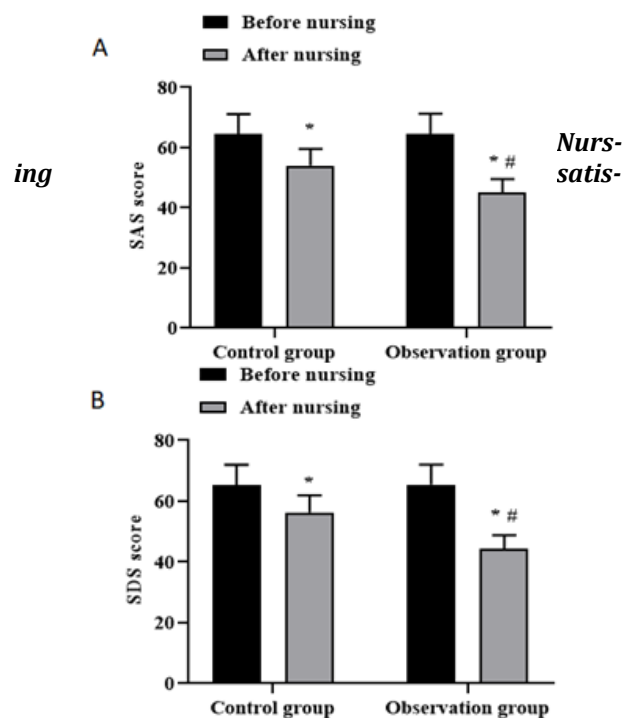 Before nursing
A
After nursing
80
60
40
20
0
SAS score
*
* #
Control group
Observation group
ing
Nurs-
satis-
Before nursing
B
After nursing
80
60
40
20
0
SDS score
*
* #
Control group
Observation group